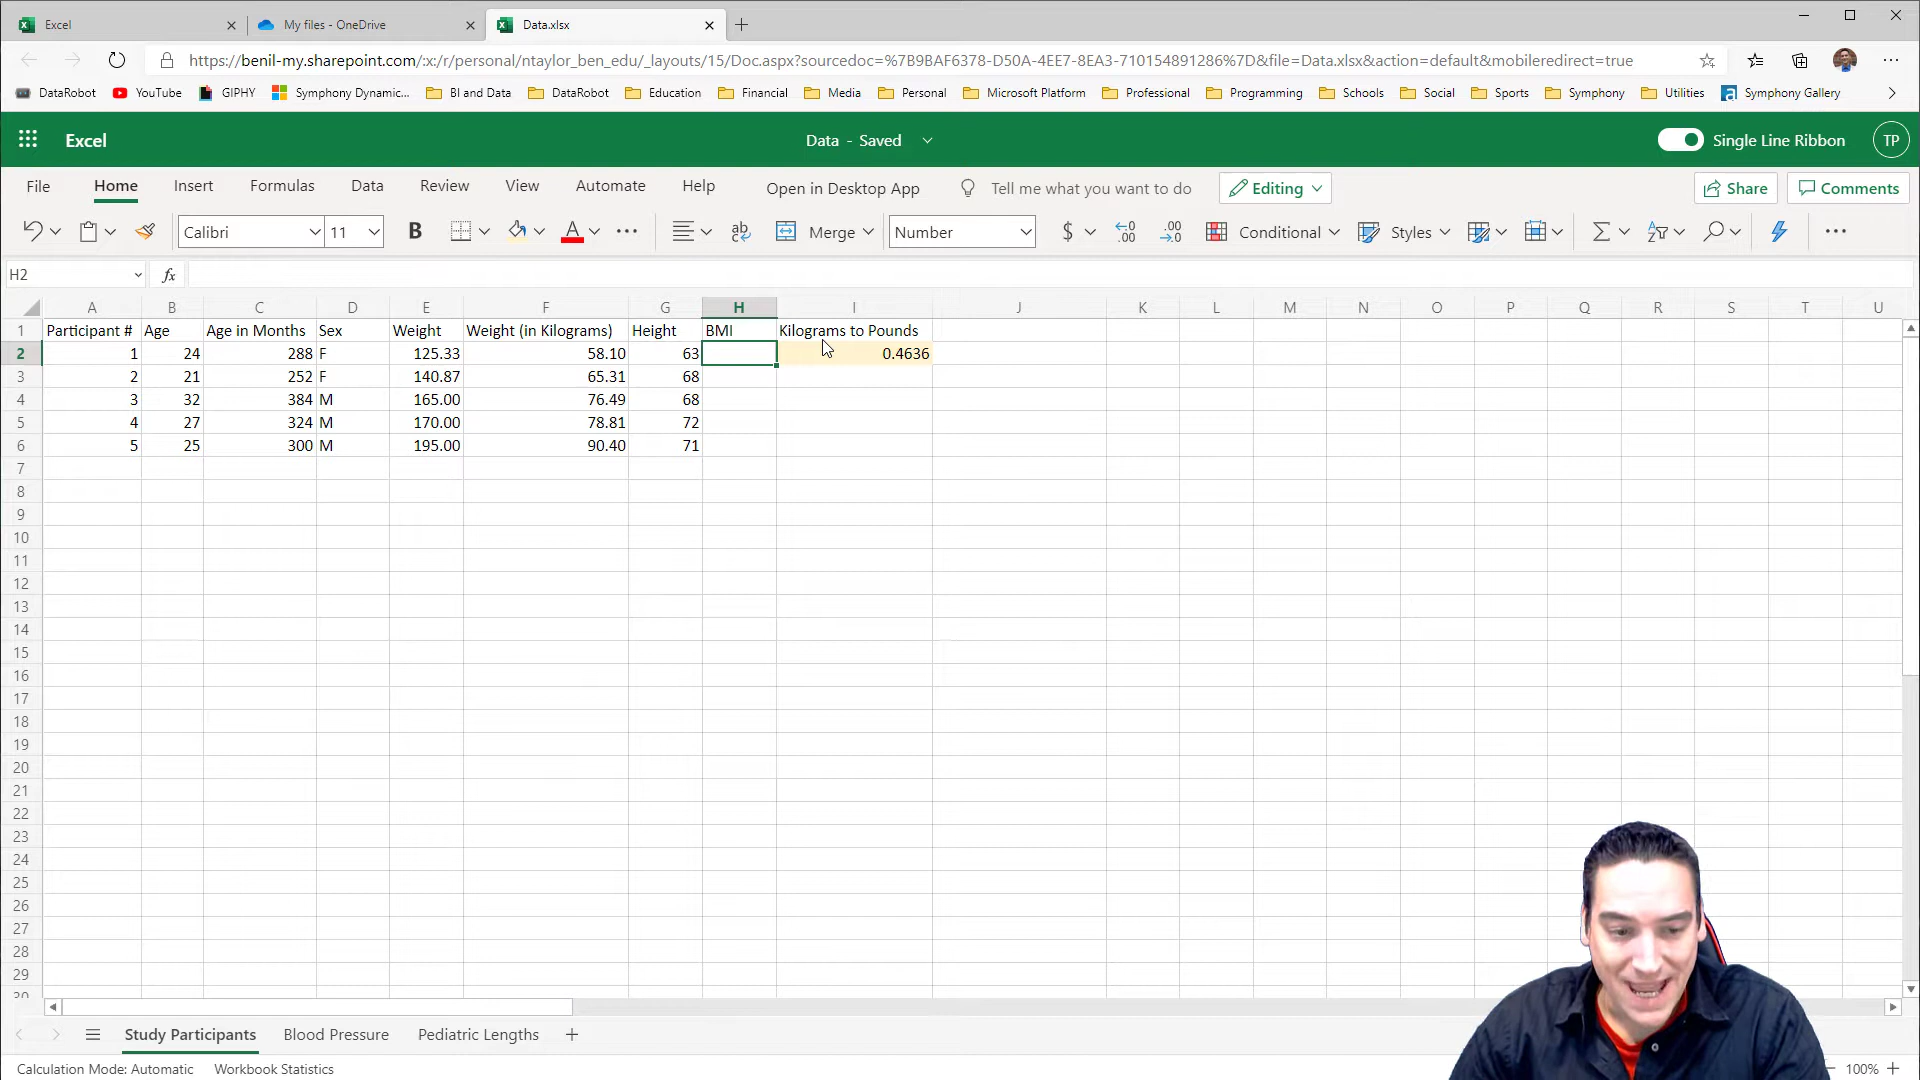 Excel My files - OneDrive Data.xlsx
https://benil-my.sharepoint.com/:x:/r/personal/ntaylor_ben_edu/_layouts/15/Doc.aspx?sourcedoc=%7B9BAF6378-D50A-4EE7-8EA3-710154891286%7D&file=Data.xlsx&action=default&mobileredirect=true
DataRobot YouTube GIPHY Symphony Dynamic... BI and Data DataRobot Education Financial Media Personal Microsoft Platform Professional Programming Schools Social Sports Symphony Utilities Symphony Gallery
Excel Data - Saved Single Line Ribbon TP
File Home Insert Formulas Data Review View Automate Help Open in Desktop App Tell me what you want to do Editing Share Comments
Calibri 11 B A Merge Number $ Conditional Styles
H2 fx
A B C D E F G H I J K L M N O P Q R S T U
1 Participant # Age Age in Months Sex Weight Weight (in Kilograms) Height BMI Kilograms to Pounds
2 1 24 288 F 125.33 58.10 63 0.4636
3 2 21 252 F 140.87 65.31 68
4 3 32 384 M 165.00 76.49 68
5 4 27 324 M 170.00 78.81 72
6 5 25 300 M 195.00 90.40 71
7
8
9
10
11
12
13
14
15
16
17
18
19
20
21
22
23
24
25
26
27
28
29
30
Study Participants Blood Pressure Pediatric Lengths
Calculation Mode: Automatic Workbook Statistics 100%